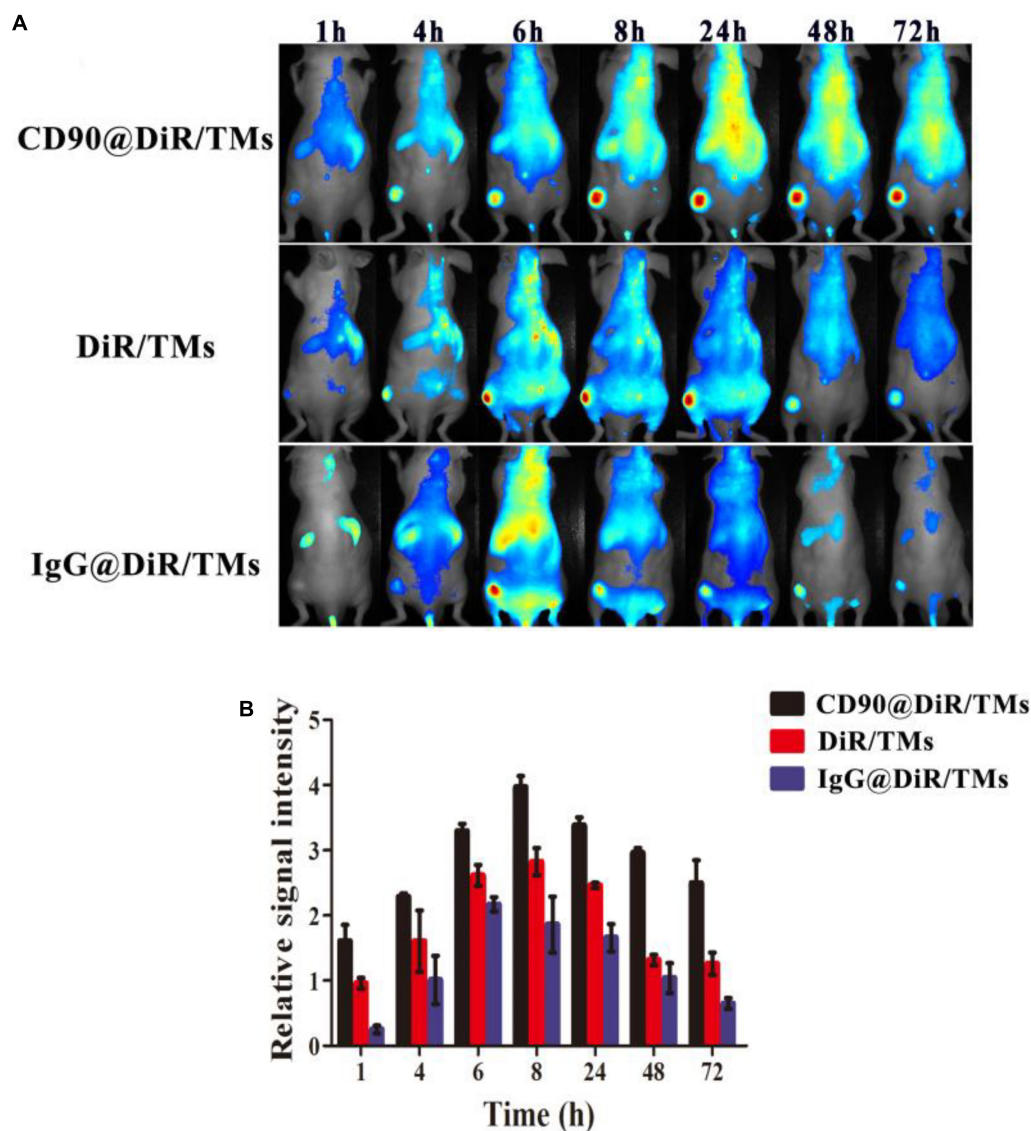 A
1h 4h 6h 8h 24h 48h 72h
CD90@DiR/TMs
DiR/TMs
IgG@DiR/TMs
B
CD90@DiR/TMs
DiR/TMs
IgG@DiR/TMs
Relative signal intensity
5
4
3
2
1
0
1 4 6 8 24 48 72
Time (h)